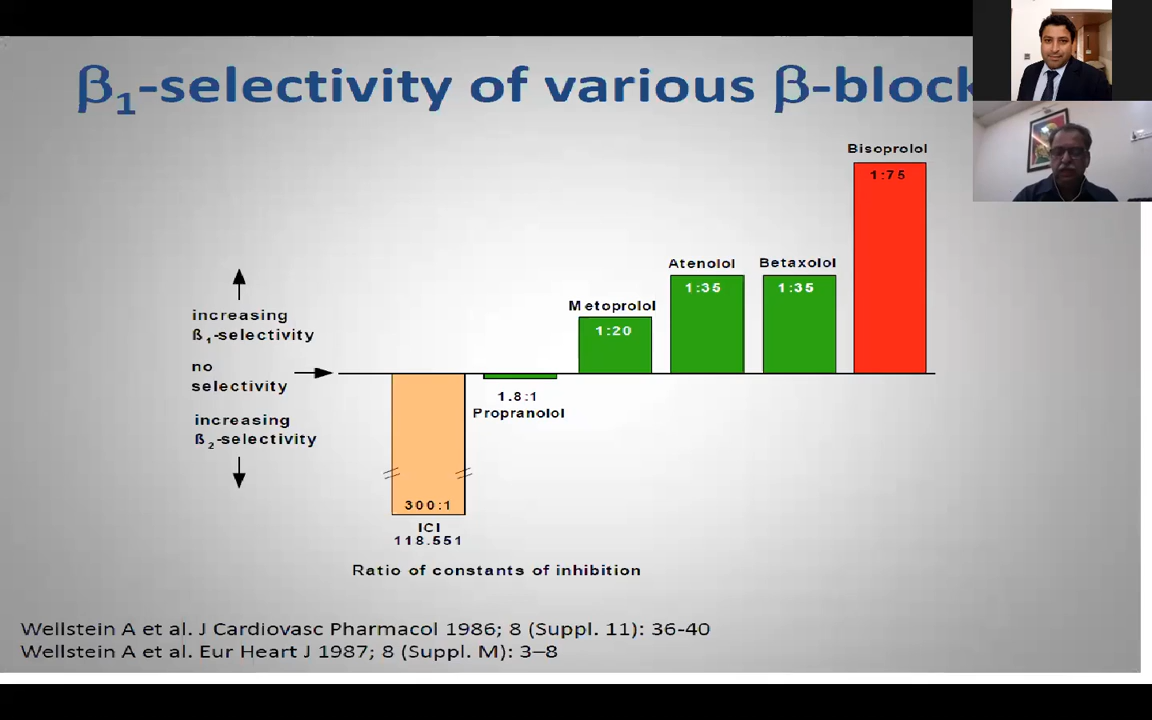 β1-selectivity of various β-block
Bisoprolol
1:75
Atenolol
Betaxolol
1:35
1:35
Metoprolol
1:20
increasing
ß1-selectivity
no
selectivity
increasing
ß2-selectivity
1.8:1
Propranolol
300:1
ICI
118.551
Ratio of constants of inhibition
Wellstein A et al. J Cardiovasc Pharmacol 1986; 8 (Suppl. 11): 36-40
Wellstein A et al. Eur Heart J 1987; 8 (Suppl. M): 3–8